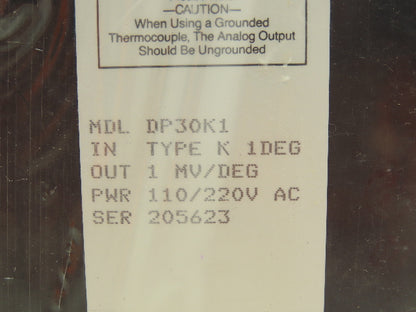 —CAUTION—
When Using a Grounded
Thermocouple, The Analog Output
Should Be Ungrounded
MDL DP30K1
IN TYPE K 1DEG
OUT 1 MV/DEG
PWR 110/220V AC
SER 205623